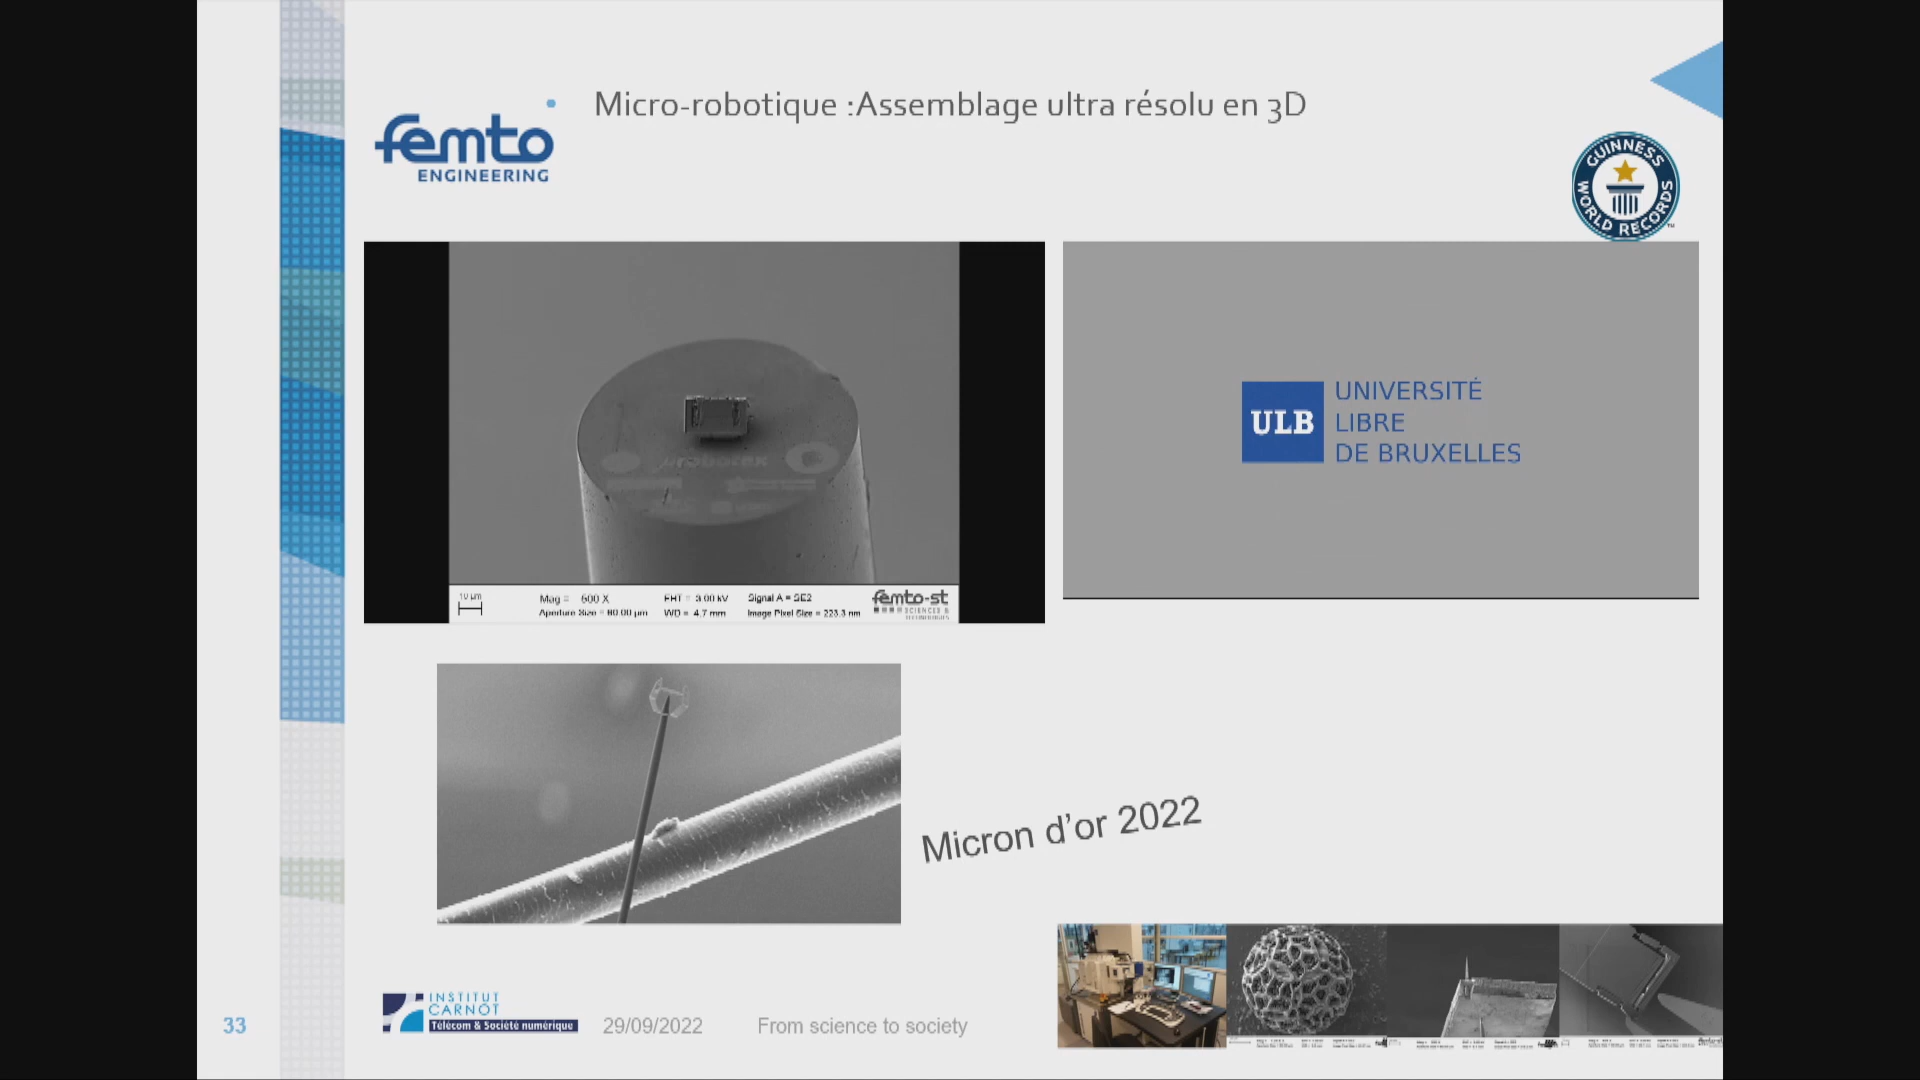 Micro-robotique :Assemblage ultra résolu en 3D
femto
ENGINEERING
GUINNESS
WORLD RECORDS
ULB
UNIVERSITÉ
LIBRE
DE BRUXELLES
µrobotex
10 µm
Mag = 500 X
EHT = 3.00 kV
Signal A = SE2
Aperture Size = 60.00 µm
WD = 4.7 mm
Image Pixel Size = 223.3 nm
femto-st
SCIENCES &
TECHNOLOGIES
Micron d'or 2022
33
INSTITUT
CARNOT
Télécom & Société numérique
29/09/2022
From science to society